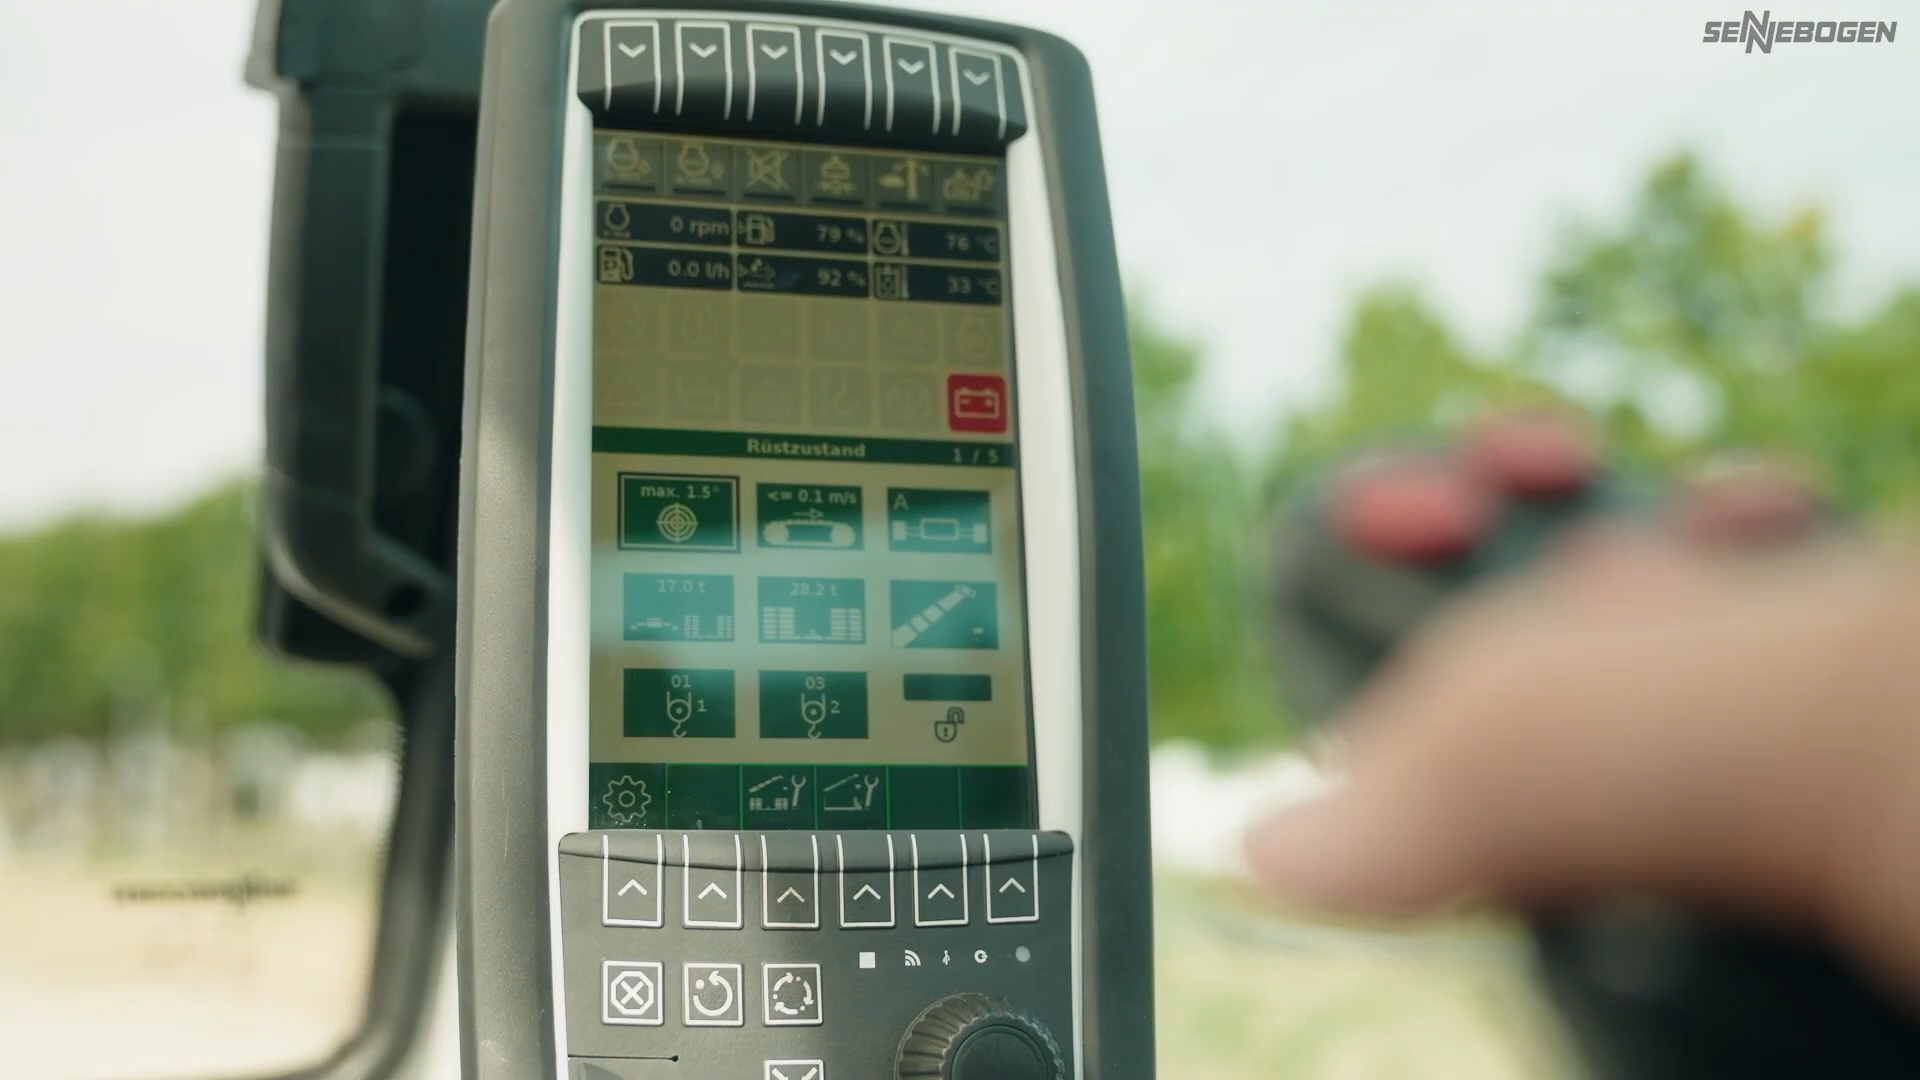 SENNEBOGEN
0 rpm 79 % 76 °C
0.0 l/h 92 % 33 °C
Rüstzustand 1 / 5
max. 1.5° <= 0.1 m/s A
17.0 t 28.2 t
01 03
1 2